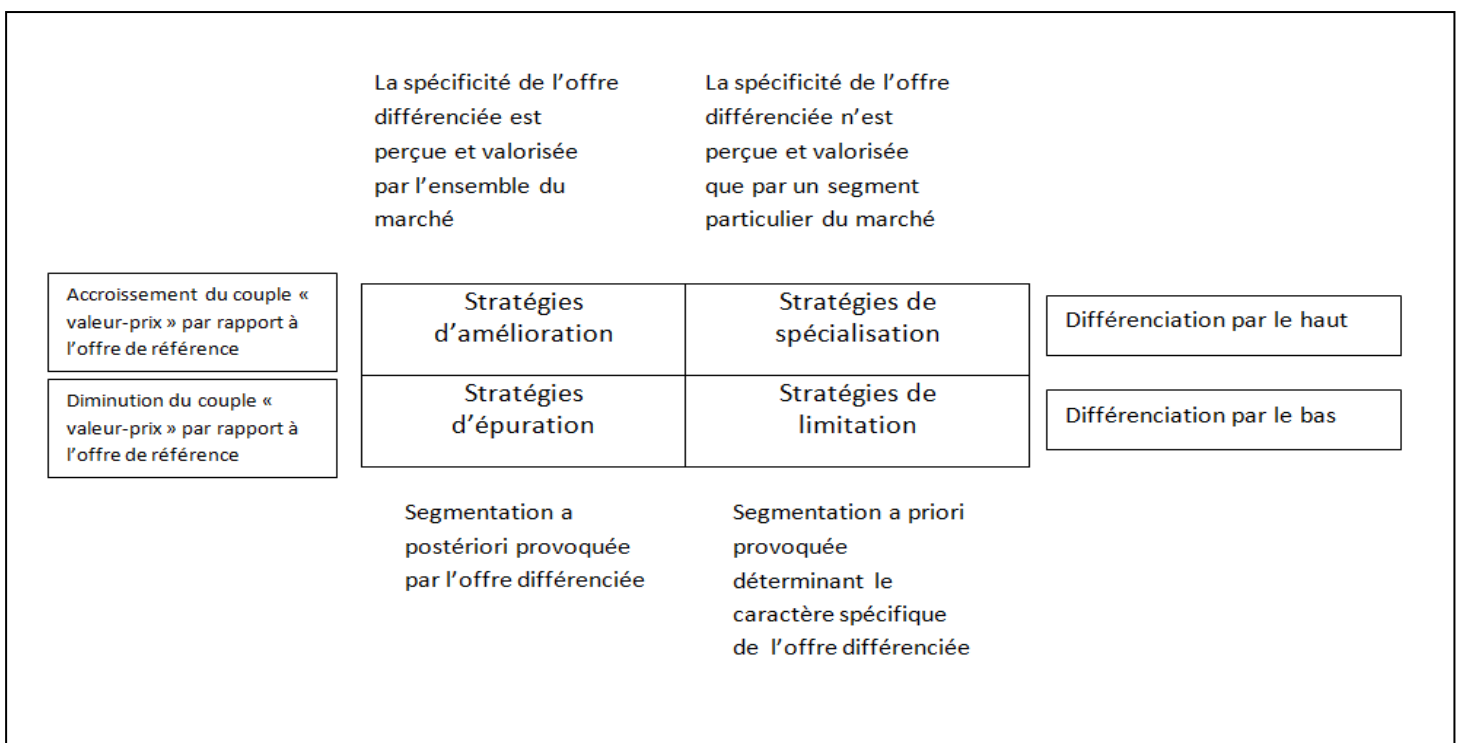 La spécificité de l'offre
différenciée est
perçue et valorisée
par l'ensemble du
marché
La spécificité de l'offre
différenciée n'est
perçue et valorisée
que par un segment
particulier du marché
Accroissement du couple «
valeur-prix » par rapport à
l'offre de référence
Stratégies
d'amélioration
Stratégies de
spécialisation
Différenciation par le haut
Diminution du couple «
valeur-prix » par rapport à
l'offre de référence
Stratégies
d'épuration
Stratégies de
limitation
Différenciation par le bas
Segmentation a
postériori provoquée
par l'offre différenciée
Segmentation a priori
provoquée
déterminant le
caractère spécifique
de l'offre différenciée